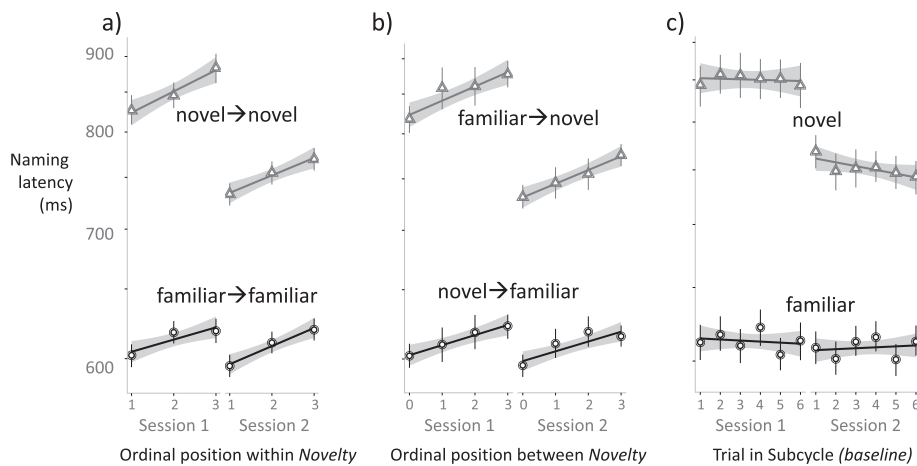 a)
b)
c)
900
800
700
600
Naming
latency
(ms)
novel→novel
familiar→familiar
familiar→novel
novel→familiar
novel
familiar
1 2 3 1 2 3
0 1 2 3 0 1 2 3
1 2 3 4 5 6 1 2 3 4 5 6
Session 1 Session 2
Session 1 Session 2
Session 1 Session 2
Ordinal position within Novelty
Ordinal position between Novelty
Trial in Subcycle (baseline)